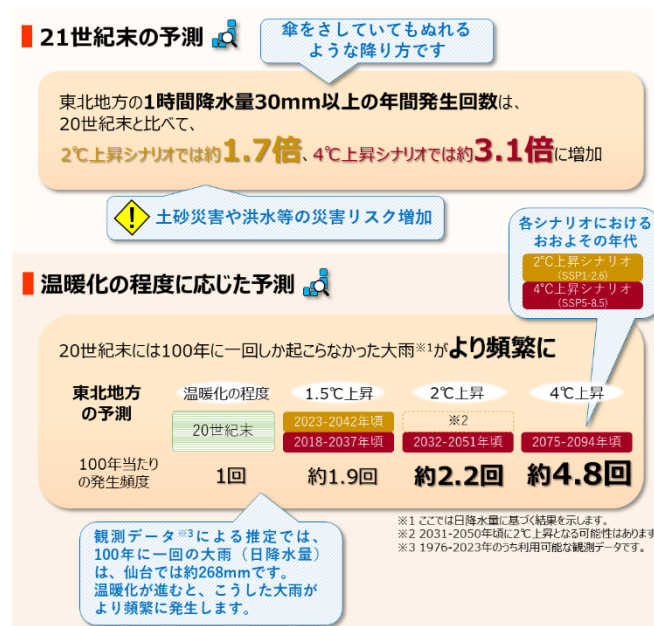 21世紀末の予測
傘をさしていてもぬれる
ような降り方です
東北地方の1時間降水量30mm以上の年間発生回数は、
20世紀末と比べて、
2℃上昇シナリオでは約1.7倍、4℃上昇シナリオでは約3.1倍に増加
土砂災害や洪水等の災害リスク増加
各シナリオにおける
おおよその年代
2℃上昇シナリオ
(SSP1-2.6)
4℃上昇シナリオ
(SSP5-8.5)
温暖化の程度に応じた予測
20世紀末には100年に一回しか起こらなかった大雨※1がより頻繁に
東北地方
の予測
温暖化の程度 1.5℃上昇 2℃上昇 4℃上昇
20世紀末
2023-2042年頃 ※2
2018-2037年頃 2032-2051年頃 2075-2094年頃
100年当たり
の発生頻度
1回 約1.9回 約2.2回 約4.8回
※1 ここでは日降水量に基づく結果を示します。
※2 2031-2050年頃に2℃上昇となる可能性はあります
※3 1976-2023年のうち利用可能な観測データです。
観測データ※3による推定では、
100年に一回の大雨（日降水量）
は、仙台では約268mmです。
温暖化が進むと、こうした大雨が
より頻繁に発生します。